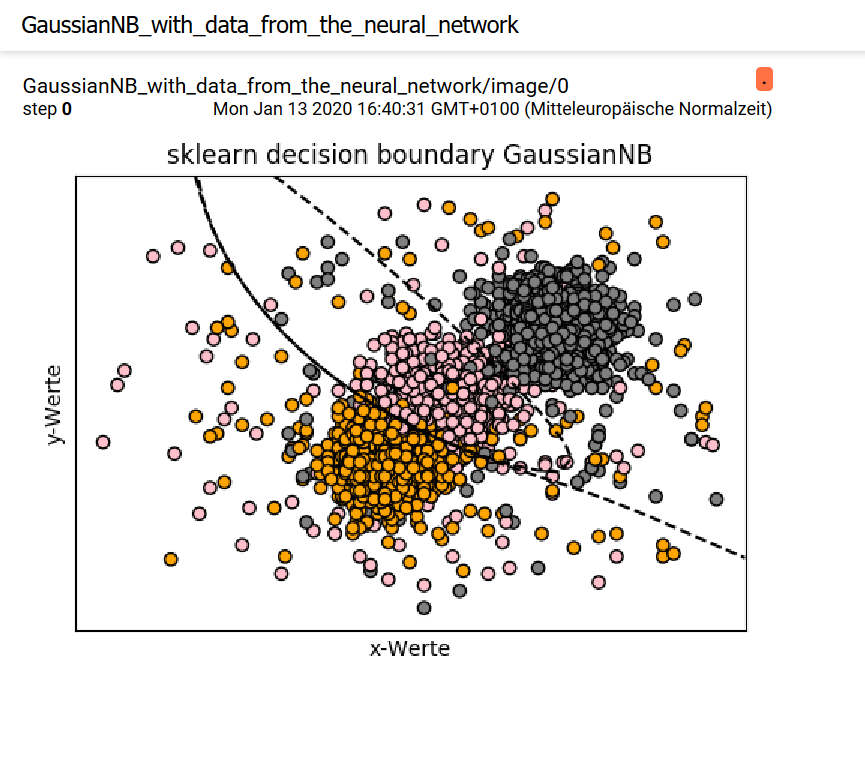 GaussianNB_with_data_from_the_neural_network
GaussianNB_with_data_from_the_neural_network/image/0
.
step 0 Mon Jan 13 2020 16:40:31 GMT+0100 (Mitteleuropäische Normalzeit)
sklearn decision boundary GaussianNB
y-Werte
x-Werte